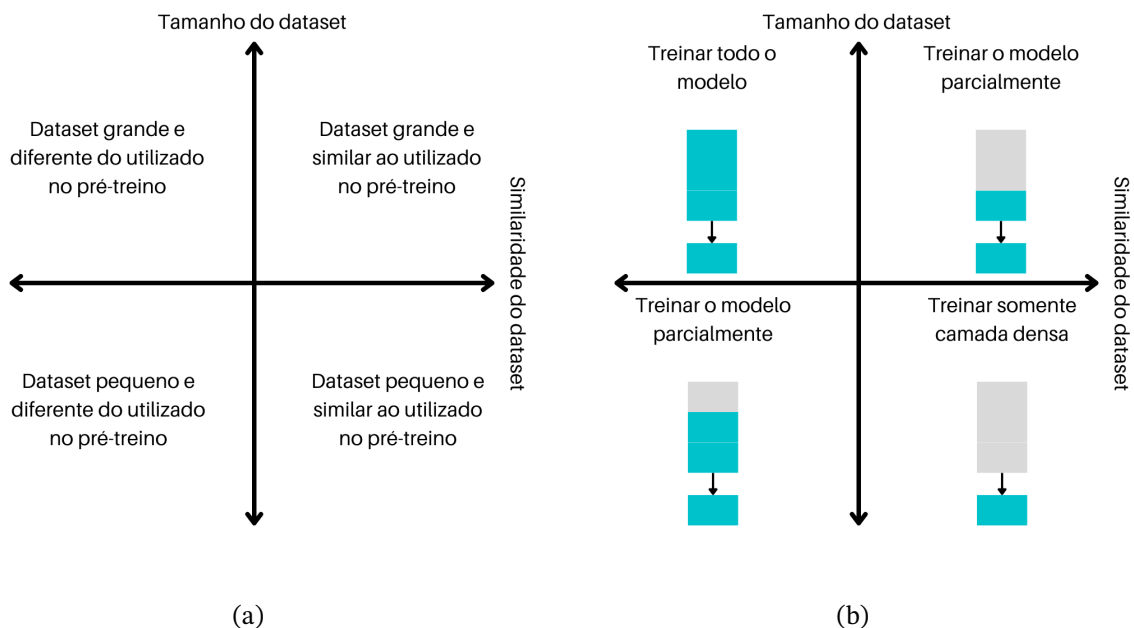 Tamanho do dataset
Dataset grande e
diferente do utilizado
no pré-treino
Dataset grande e
similar ao utilizado
no pré-treino
Similaridade do dataset
Dataset pequeno e
diferente do utilizado
no pré-treino
Dataset pequeno e
similar ao utilizado
no pré-treino
(a)
Tamanho do dataset
Treinar todo o
modelo
Treinar o modelo
parcialmente
Similaridade do dataset
Treinar o modelo
parcialmente
Treinar somente
camada densa
(b)